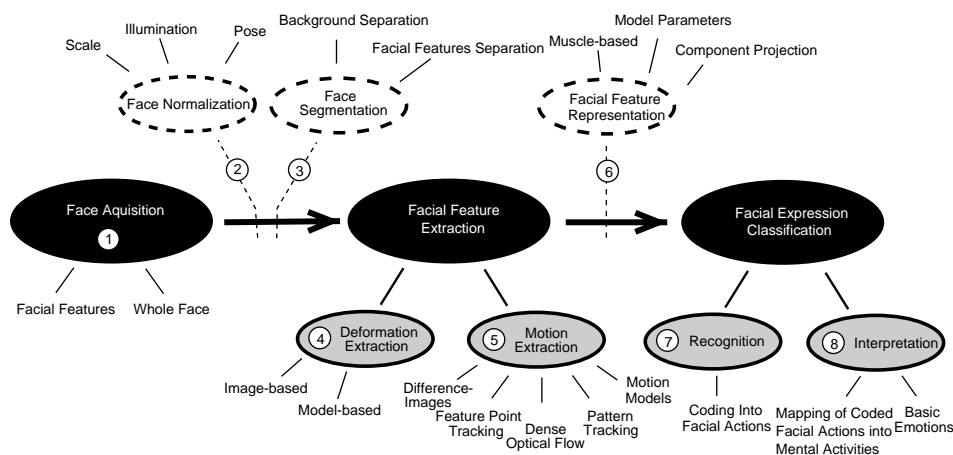 Background Separation
Model Parameters
Illumination
Pose
Scale
Facial Features Separation
Muscle-based
Component Projection
Face Normalization
Face
Segmentation
Facial Feature
Representation
2
3
6
Face Aquisition
1
Facial Feature
Extraction
Facial Expression
Classification
Facial Features
Whole Face
4
Deformation
Extraction
5
Motion
Extraction
7
Recognition
8
Interpretation
Image-based
Model-based
Difference-
Images
Feature Point
Tracking
Dense
Optical Flow
Pattern
Tracking
Motion
Models
Coding Into
Facial Actions
Mapping of Coded
Facial Actions into
Mental Activities
Basic
Emotions